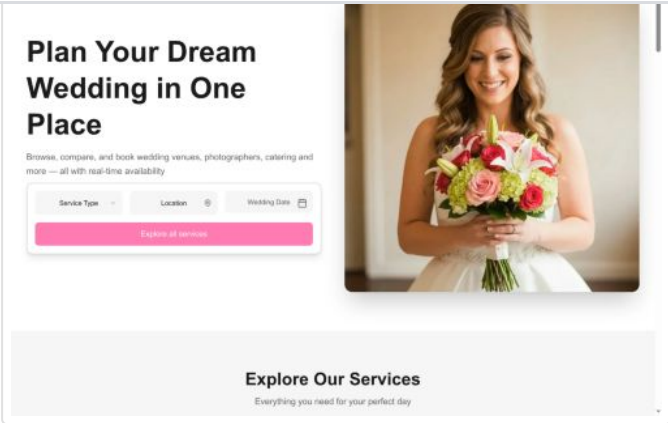 Plan Your Dream
Wedding in One
Place
Browse, compare, and book wedding venues, photographers, catering and
more — all with real-time availability
Service Type
Location
Wedding Date
Explore all services
Explore Our Services
Everything you need for your perfect day